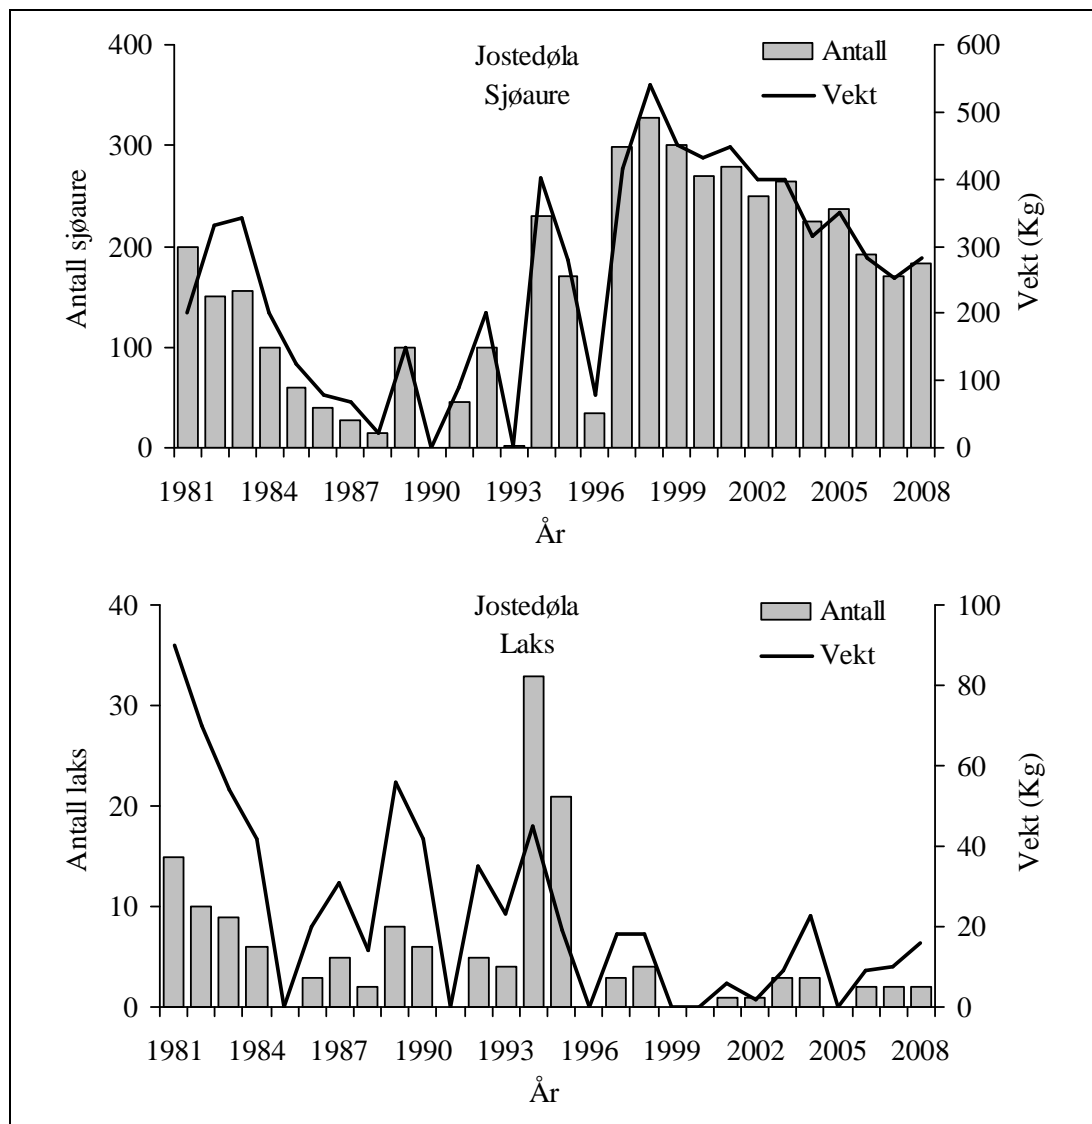 Jostedøla
Sjøaure
Antall
Vekt
Antall sjøaure
400
300
200
100
0
Vekt (Kg)
600
500
400
300
200
100
0
1981 1984 1987 1990 1993 1996 1999 2002 2005 2008
År
Jostedøla
Laks
Antall
Vekt
Antall laks
40
30
20
10
0
Vekt (Kg)
100
80
60
40
20
0
1981 1984 1987 1990 1993 1996 1999 2002 2005 2008
År